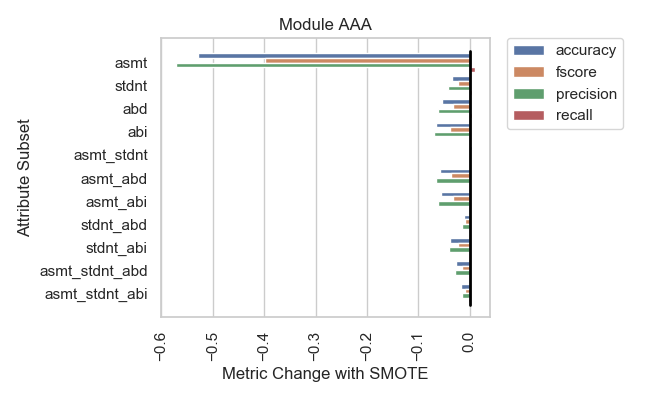 Module AAA
accuracy
fscore
precision
recall
Attribute Subset
asmt
stdnt
abd
abi
asmt_stdnt
asmt_abd
asmt_abi
stdnt_abd
stdnt_abi
asmt_stdnt_abd
asmt_stdnt_abi
−0.6
−0.5
−0.4
−0.3
−0.2
−0.1
0.0
Metric Change with SMOTE